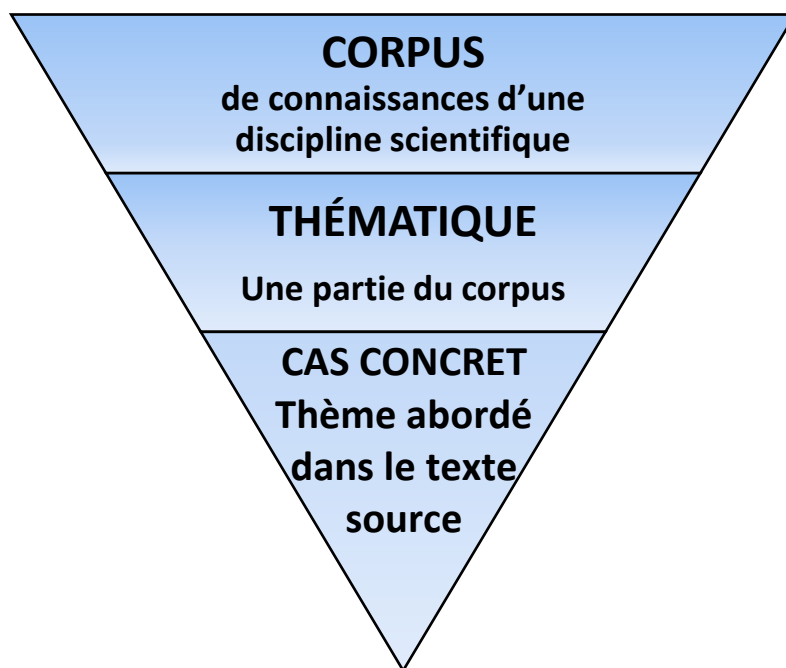 CORPUS
de connaissances d’une
discipline scientifique
THÉMATIQUE
Une partie du corpus
CAS CONCRET
Thème abordé
dans le texte
source